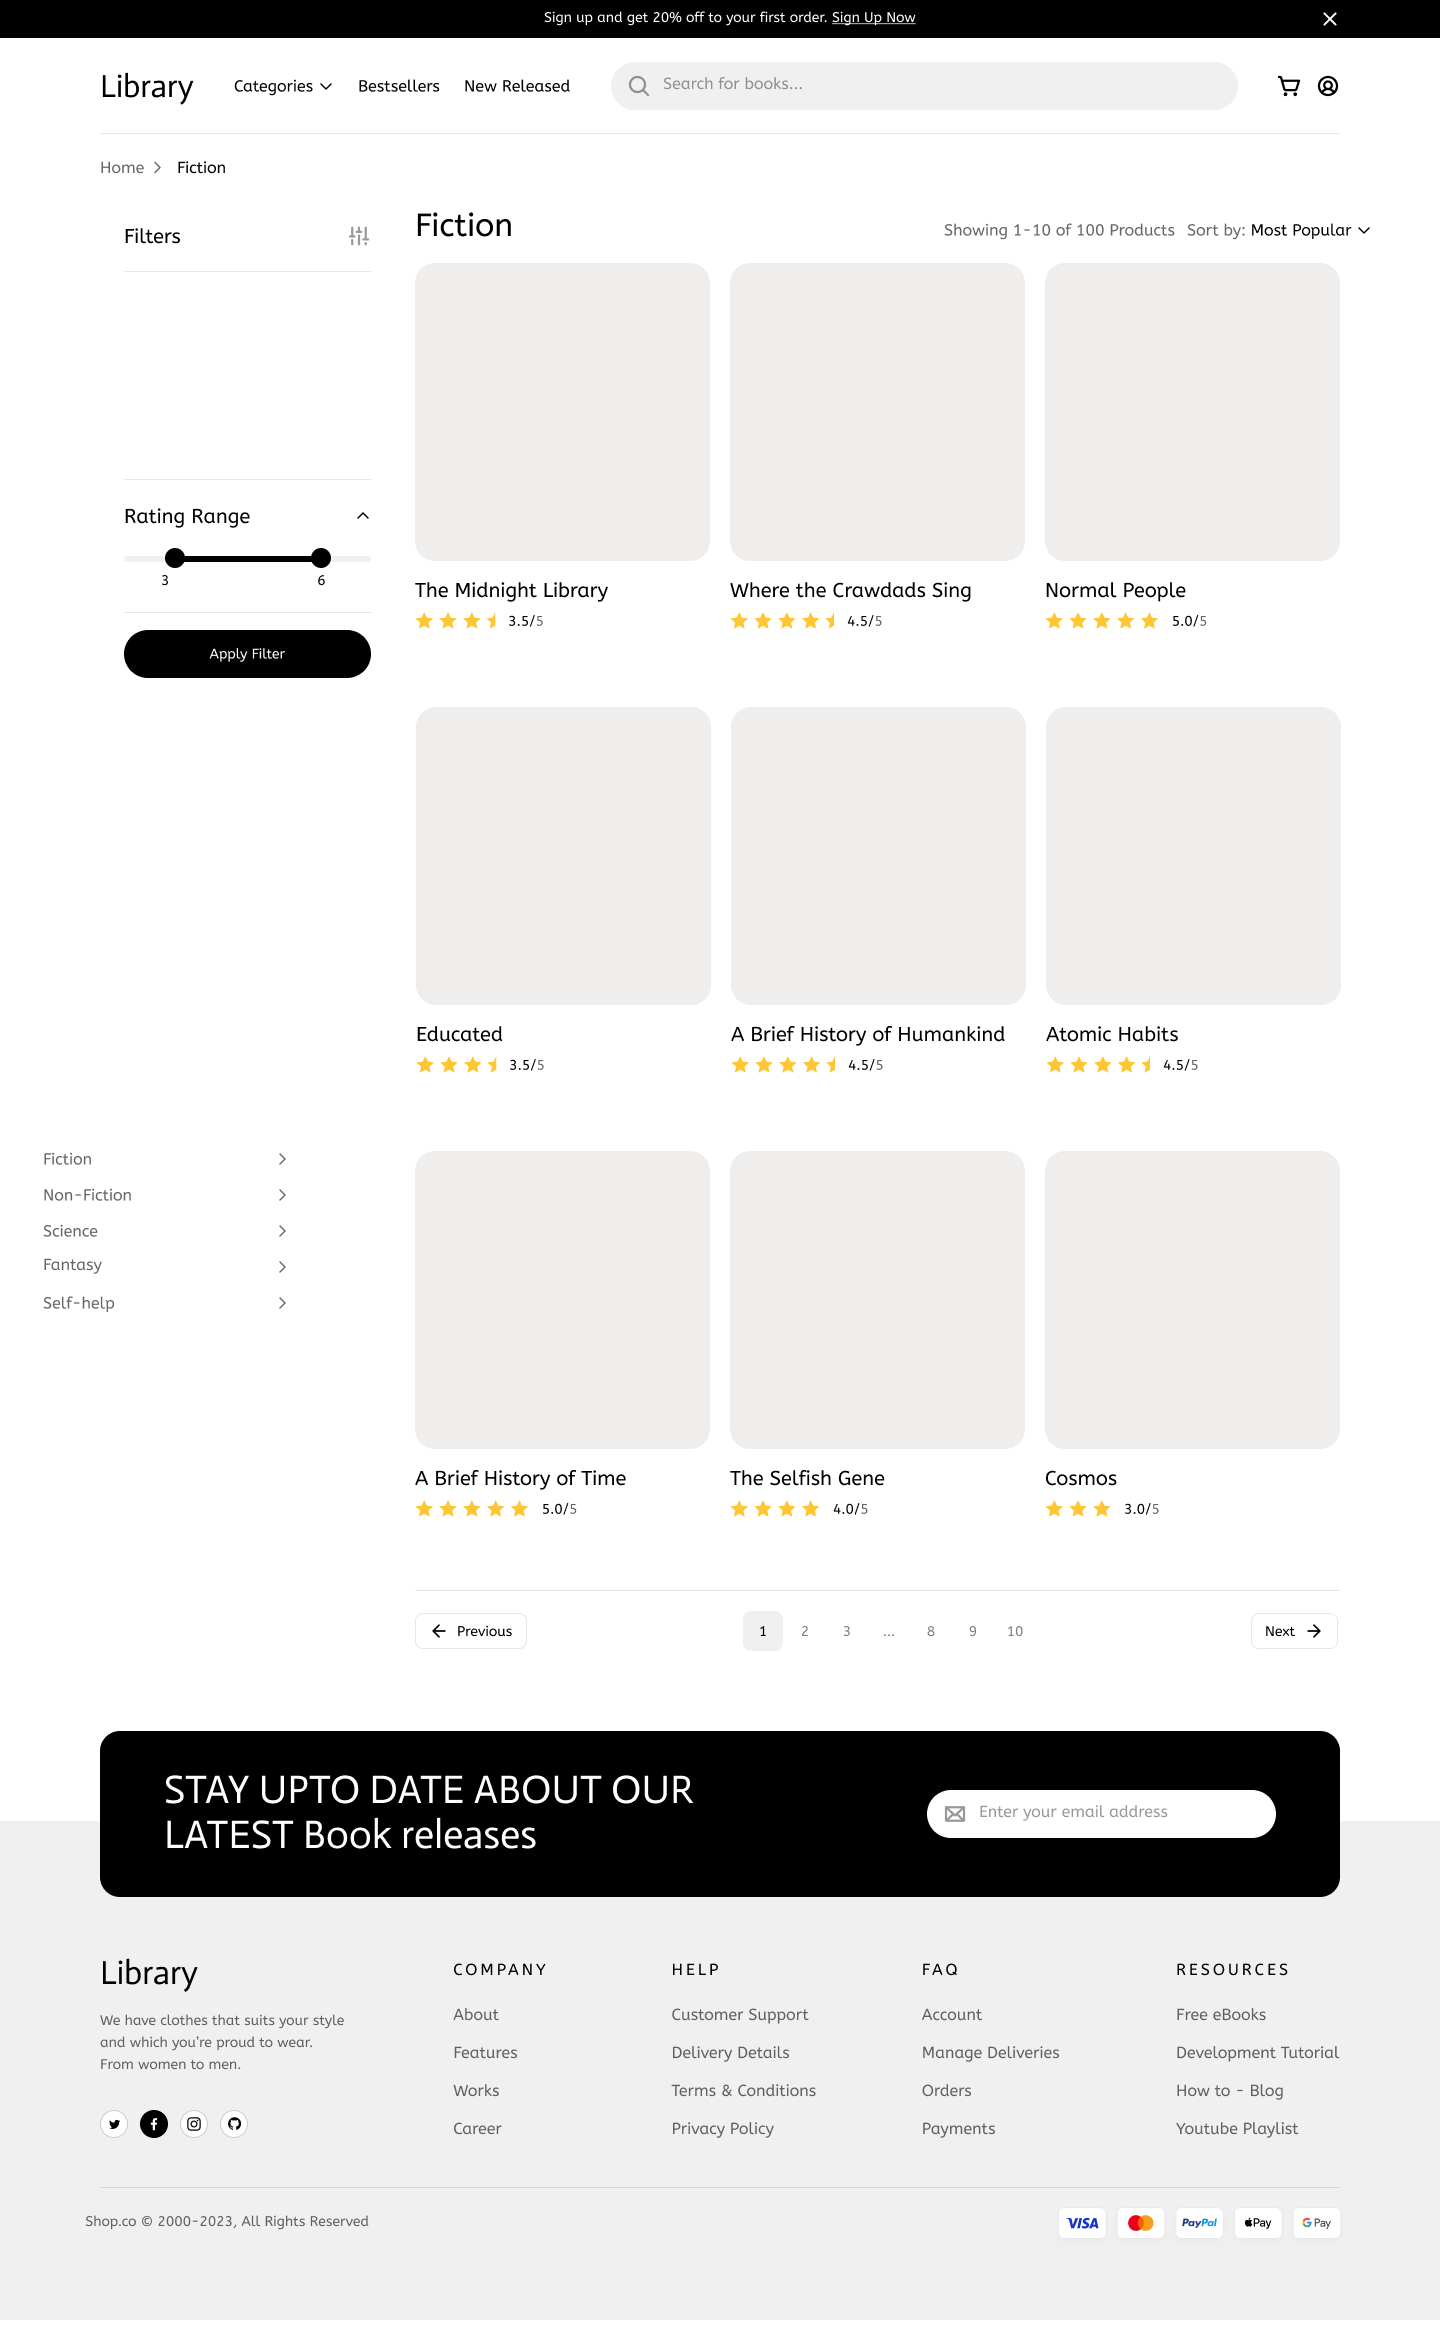 Sign up and get 20% off to your first order. Sign Up Now
Library
Categories
Bestsellers
New Released
Search for books...
Home
Fiction
Filters
Fiction
Showing 1-10 of 100 Products
Sort by: Most Popular
Rating Range
3
6
Apply Filter
The Midnight Library
3.5/5
Where the Crawdads Sing
4.5/5
Normal People
5.0/5
Educated
3.5/5
A Brief History of Humankind
4.5/5
Atomic Habits
4.5/5
Fiction
Non-Fiction
Science
Fantasy
Self-help
A Brief History of Time
5.0/5
The Selfish Gene
4.0/5
Cosmos
3.0/5
Previous
1
2
3
...
8
9
10
Next
STAY UPTO DATE ABOUT OUR
LATEST Book releases
Enter your email address
Library
We have clothes that suits your style
and which you’re proud to wear.
From women to men.
COMPANY
About
Features
Works
Career
HELP
Customer Support
Delivery Details
Terms & Conditions
Privacy Policy
FAQ
Account
Manage Deliveries
Orders
Payments
RESOURCES
Free eBooks
Development Tutorial
How to - Blog
Youtube Playlist
Shop.co © 2000-2023, All Rights Reserved
VISA
PayPal
Pay
G Pay